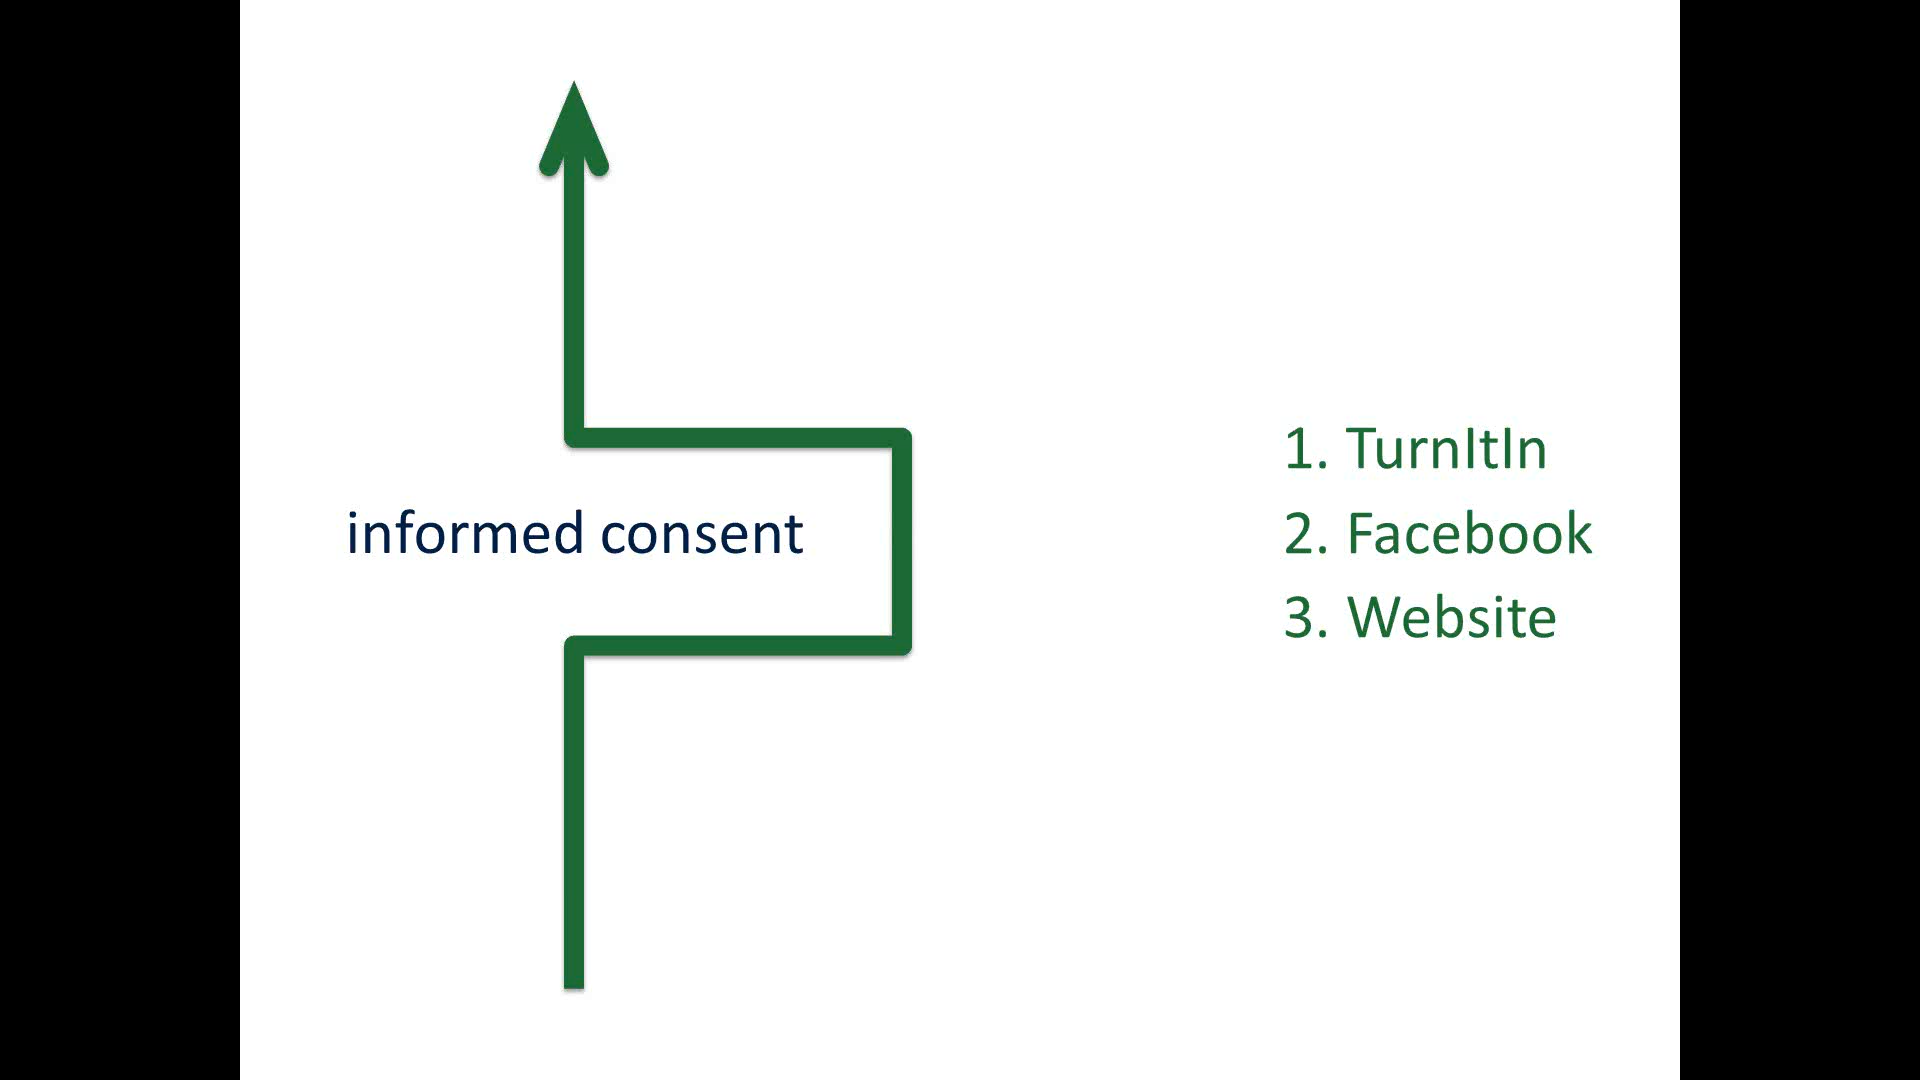 informed consent
1. TurnItIn
2. Facebook
3. Website